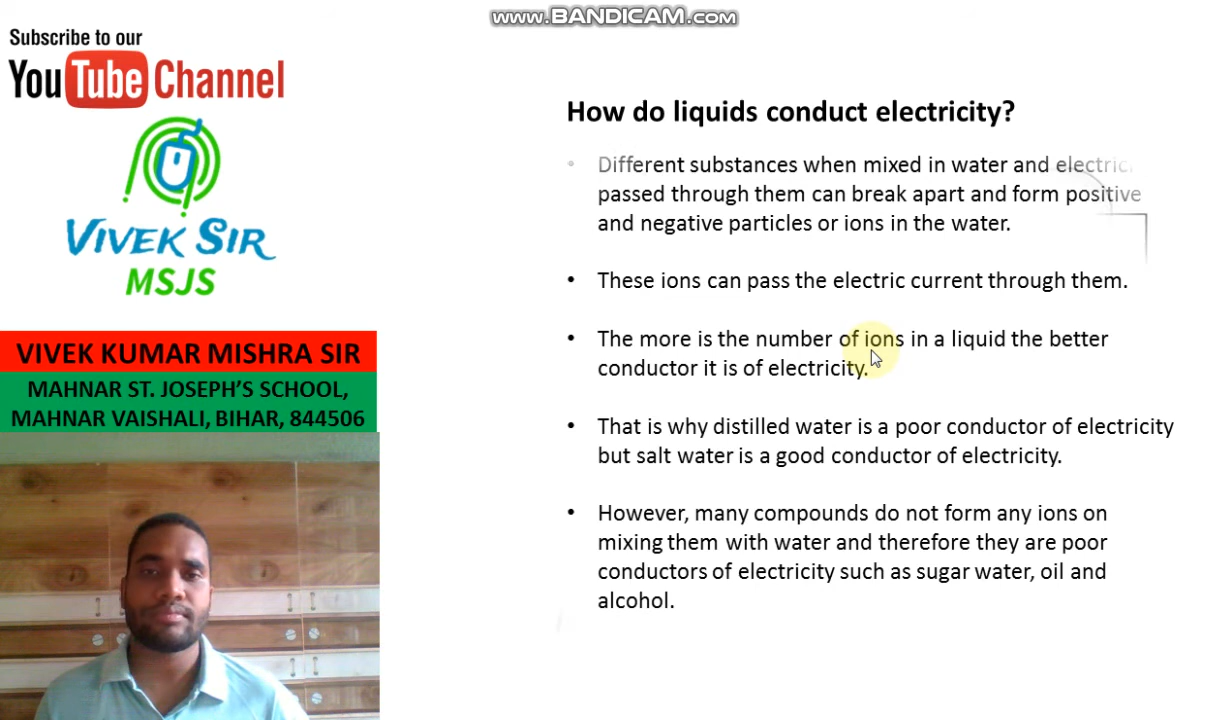 www.BANDICAM.com
Subscribe to our
YouTube Channel
VIVEK SIR
MSJS
VIVEK KUMAR MISHRA SIR
MAHNAR ST. JOSEPH'S SCHOOL,
MAHNAR VAISHALI, BIHAR, 844506
How do liquids conduct electricity?
• Different substances when mixed in water and
passed through them can break apart and form positive
and negative particles or ions in the water.
• These ions can pass the electric current through them.
• The more is the number of ions in a liquid the better
conductor it is of electricity.
• That is why distilled water is a poor conductor of electricity
but salt water is a good conductor of electricity.
• However, many compounds do not form any ions on
mixing them with water and therefore they are poor
conductors of electricity such as sugar water, oil and
alcohol.